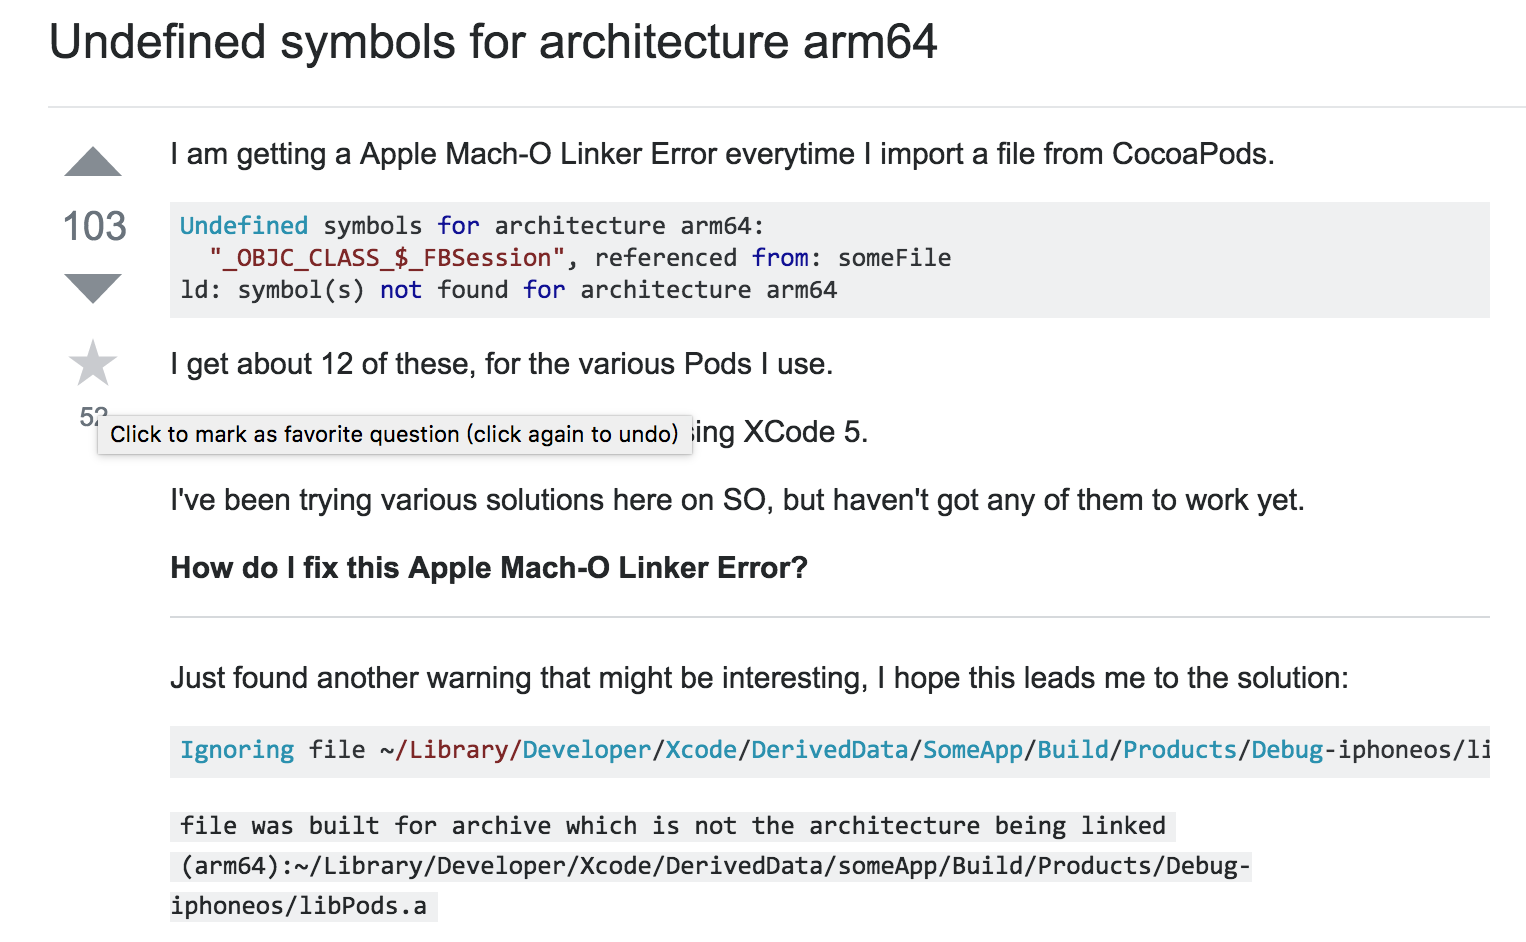 Undefined symbols for architecture arm64
I am getting a Apple Mach-O Linker Error everytime I import a file from CocoaPods.
103
Undefined symbols for architecture arm64:
"_OBJC_CLASS_$_FBSession", referenced from: someFile
ld: symbol(s) not found for architecture arm64
I get about 12 of these, for the various Pods I use.
52
Click to mark as favorite question (click again to undo)
XCode 5.
I've been trying various solutions here on SO, but haven't got any of them to work yet.
How do I fix this Apple Mach-O Linker Error?
Just found another warning that might be interesting, I hope this leads me to the solution:
Ignoring file ~/Library/Developer/Xcode/DerivedData/SomeApp/Build/Products/Debug-iphoneos/li
file was built for archive which is not the architecture being linked
(arm64):~/Library/Developer/Xcode/DerivedData/someApp/Build/Products/Debug-
iphoneos/libPods.a